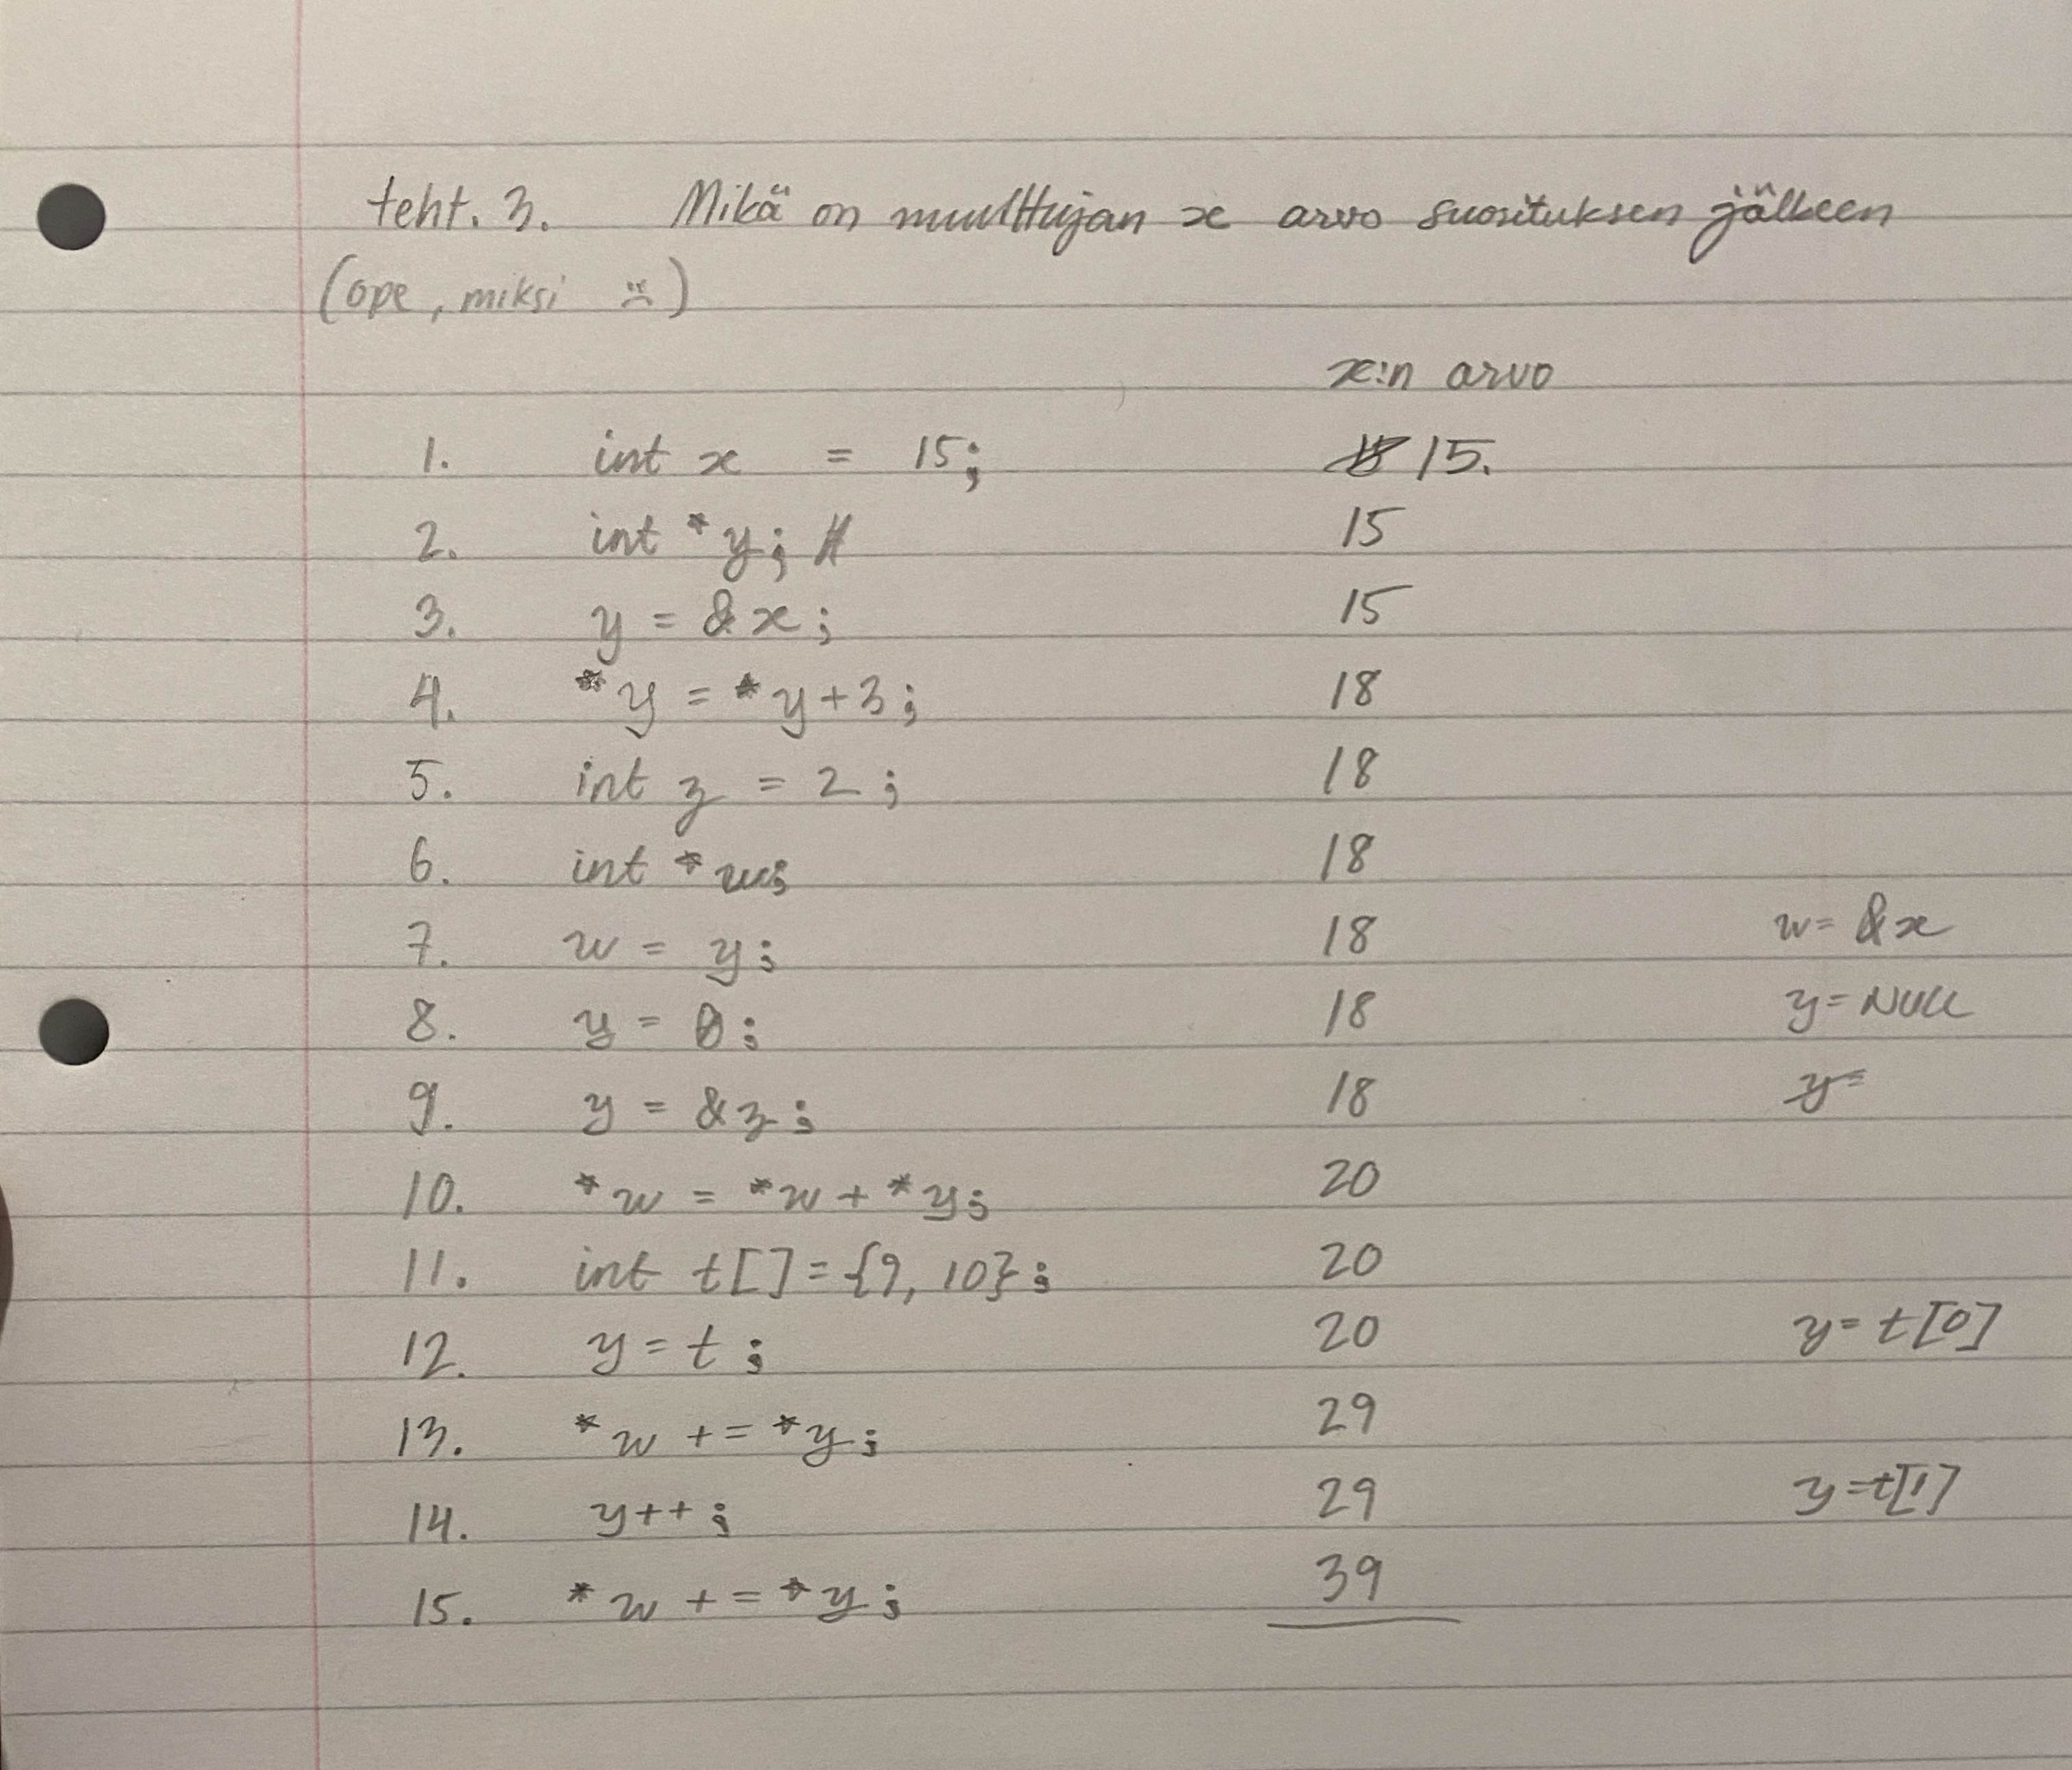 teht. 3. Mikä on muuttujan x arvo suorituksen jälkeen
(ope, miksi :()
x:n arvo
1. int x = 15; 15.
2. int *y; 15
3. y = &x; 15
4. *y = *y+3; 18
5. int z = 2; 18
6. int *w; 18
7. w = y; 18 w= &x
8. y = 0; 18 y= NULL
9. y = &z; 18 y=
10. *w = *w + *y; 20
11. int t[]={9, 10}; 20
12. y=t; 20 y= t[0]
13. *w += *y; 29
14. y++; 29 y=t[1]
15. *w += *y; 39